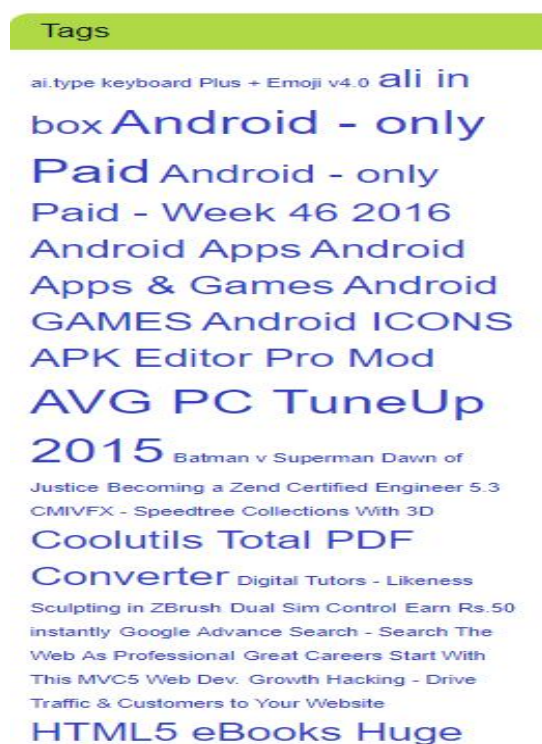 Tags
ai.type keyboard Plus + Emoji v4.0 ali in
box Android - only
Paid Android - only
Paid - Week 46 2016
Android Apps Android
Apps & Games Android
GAMES Android ICONS
APK Editor Pro Mod
AVG PC TuneUp
2015 Batman v Superman Dawn of
Justice Becoming a Zend Certified Engineer 5.3
CMIVFX - Speedtree Collections With 3D
Coolutils Total PDF
Converter Digital Tutors - Likeness
Sculpting in ZBrush Dual Sim Control Earn Rs.50
instantly Google Advance Search - Search The
Web As Professional Great Careers Start With
This MVC5 Web Dev. Growth Hacking - Drive
Traffic & Customers to Your Website
HTML5 eBooks Huge